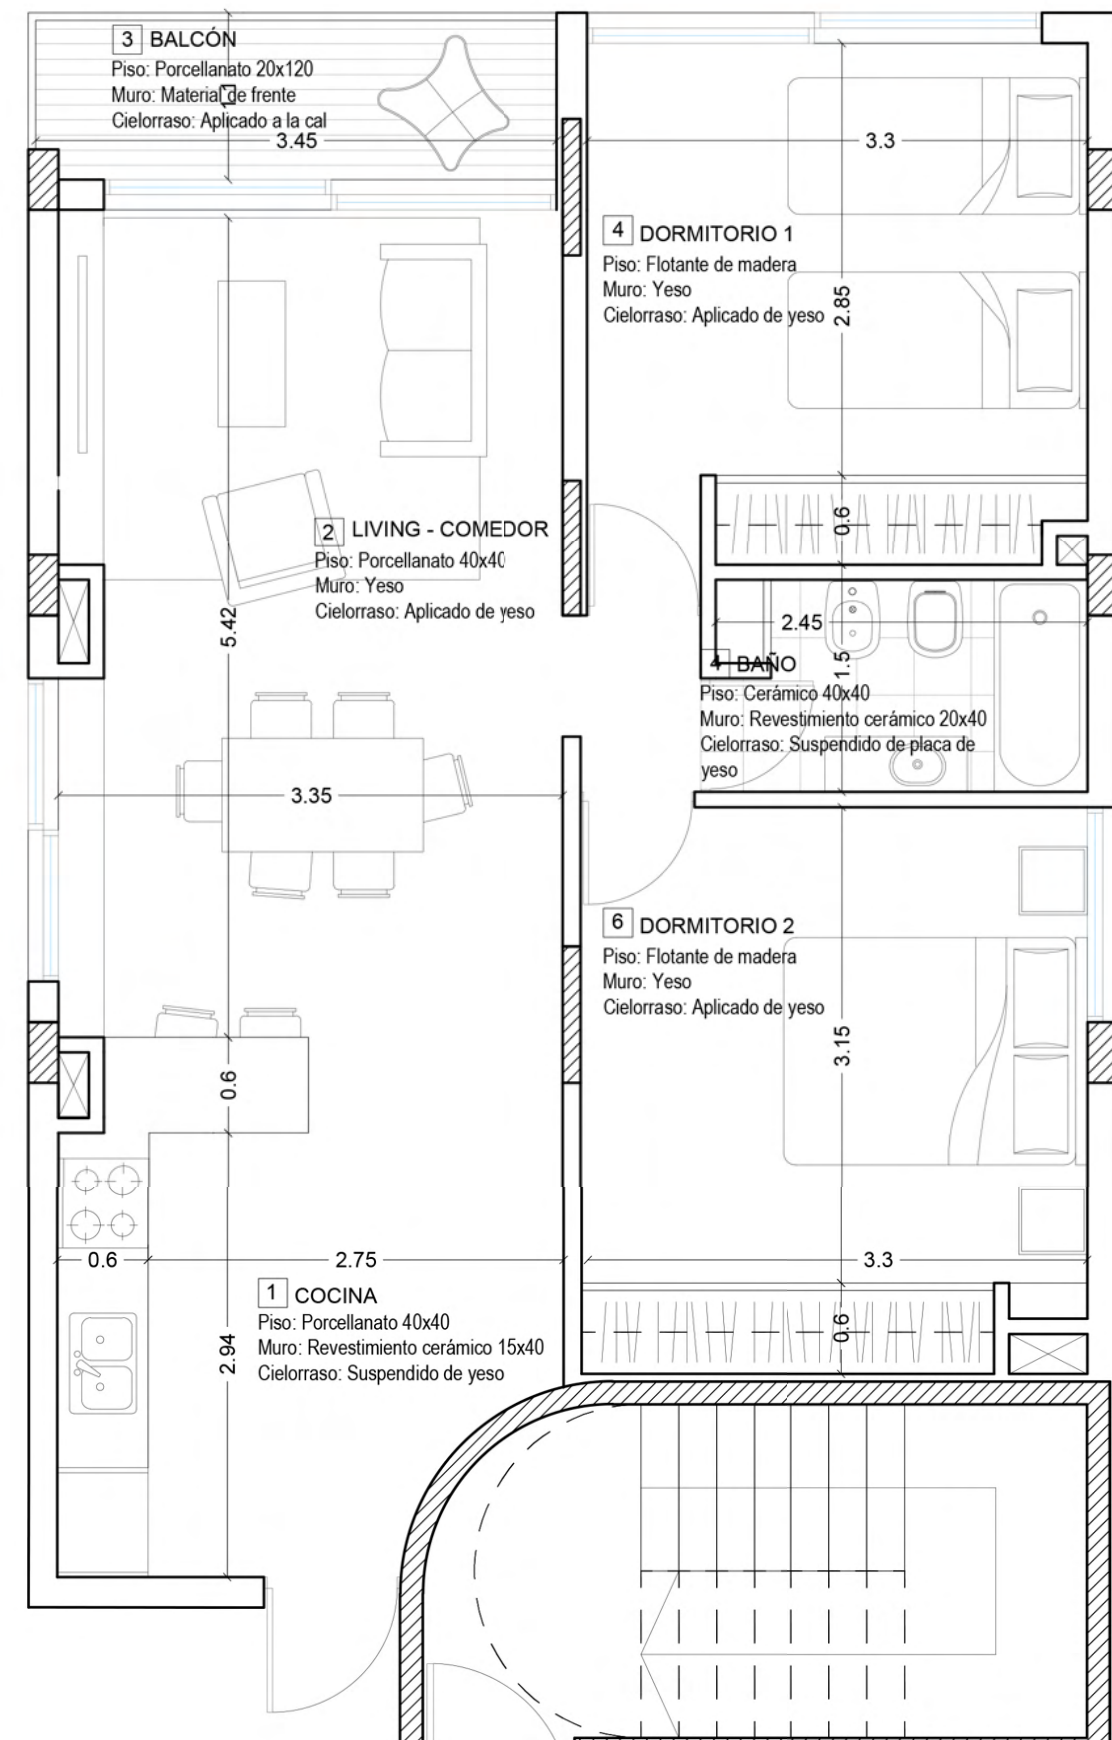 3 BALCÓN
Piso: Porcellanato 20x120
Muro: Material de frente
Cielorraso: Aplicado a la cal
1.1
3.45
3.3
4 DORMITORIO 1
Piso: Flotante de madera
Muro: Yeso
Cielorraso: Aplicado de yeso
2.85
0.6
2 LIVING - COMEDOR
Piso: Porcellanato 40x40
Muro: Yeso
Cielorraso: Aplicado de yeso
5.42
2.45
1.5
4 BAÑO
Piso: Cerámico 40x40
Muro: Revestimiento cerámico 20x40
Cielorraso: Suspendido de placa de
yeso
3.35
6 DORMITORIO 2
Piso: Flotante de madera
Muro: Yeso
Cielorraso: Aplicado de yeso
3.15
0.6
0.6
2.75
3.3
1 COCINA
Piso: Porcellanato 40x40
Muro: Revestimiento cerámico 15x40
Cielorraso: Suspendido de yeso
2.94
0.6